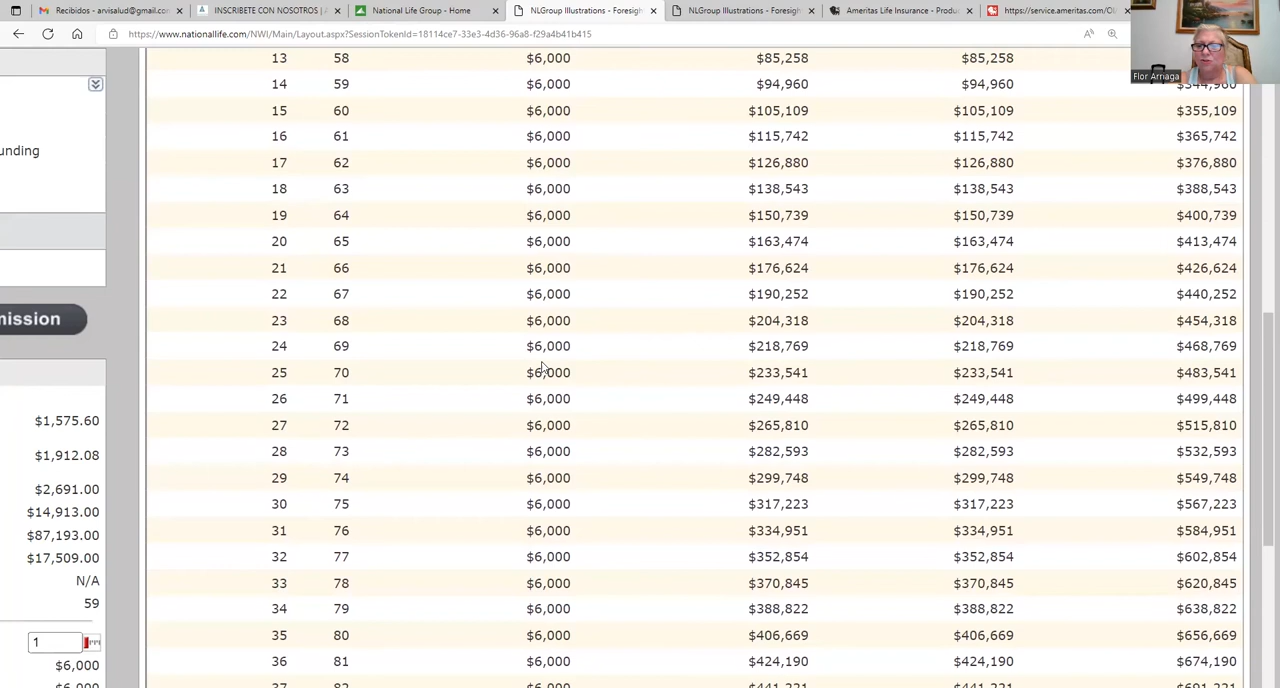 Recibidos - arvisalud@gmail.com
INSCRIBETE CON NOSOTROS | A
National Life Group - Home
NLGroup Illustrations - Foresigh
NLGroup Illustrations - Foresigh
Ameritas Life Insurance - Produ
https://service.ameritas.com/OI/
https://www.nationallife.com/NWI/Main/Layout.aspx?SessionTokenId=18114ce7-33e3-4d36-96a8-f29a4b41b415
Flor Arriaga
unding
mission
$1,575.60
$1,912.08
$2,691.00
$14,913.00
$87,193.00
$17,509.00
N/A
59
1
$6,000
13 58 $6,000 $85,258 $85,258
14 59 $6,000 $94,960 $94,960 $344,960
15 60 $6,000 $105,109 $105,109 $355,109
16 61 $6,000 $115,742 $115,742 $365,742
17 62 $6,000 $126,880 $126,880 $376,880
18 63 $6,000 $138,543 $138,543 $388,543
19 64 $6,000 $150,739 $150,739 $400,739
20 65 $6,000 $163,474 $163,474 $413,474
21 66 $6,000 $176,624 $176,624 $426,624
22 67 $6,000 $190,252 $190,252 $440,252
23 68 $6,000 $204,318 $204,318 $454,318
24 69 $6,000 $218,769 $218,769 $468,769
25 70 $6,000 $233,541 $233,541 $483,541
26 71 $6,000 $249,448 $249,448 $499,448
27 72 $6,000 $265,810 $265,810 $515,810
28 73 $6,000 $282,593 $282,593 $532,593
29 74 $6,000 $299,748 $299,748 $549,748
30 75 $6,000 $317,223 $317,223 $567,223
31 76 $6,000 $334,951 $334,951 $584,951
32 77 $6,000 $352,854 $352,854 $602,854
33 78 $6,000 $370,845 $370,845 $620,845
34 79 $6,000 $388,822 $388,822 $638,822
35 80 $6,000 $406,669 $406,669 $656,669
36 81 $6,000 $424,190 $424,190 $674,190